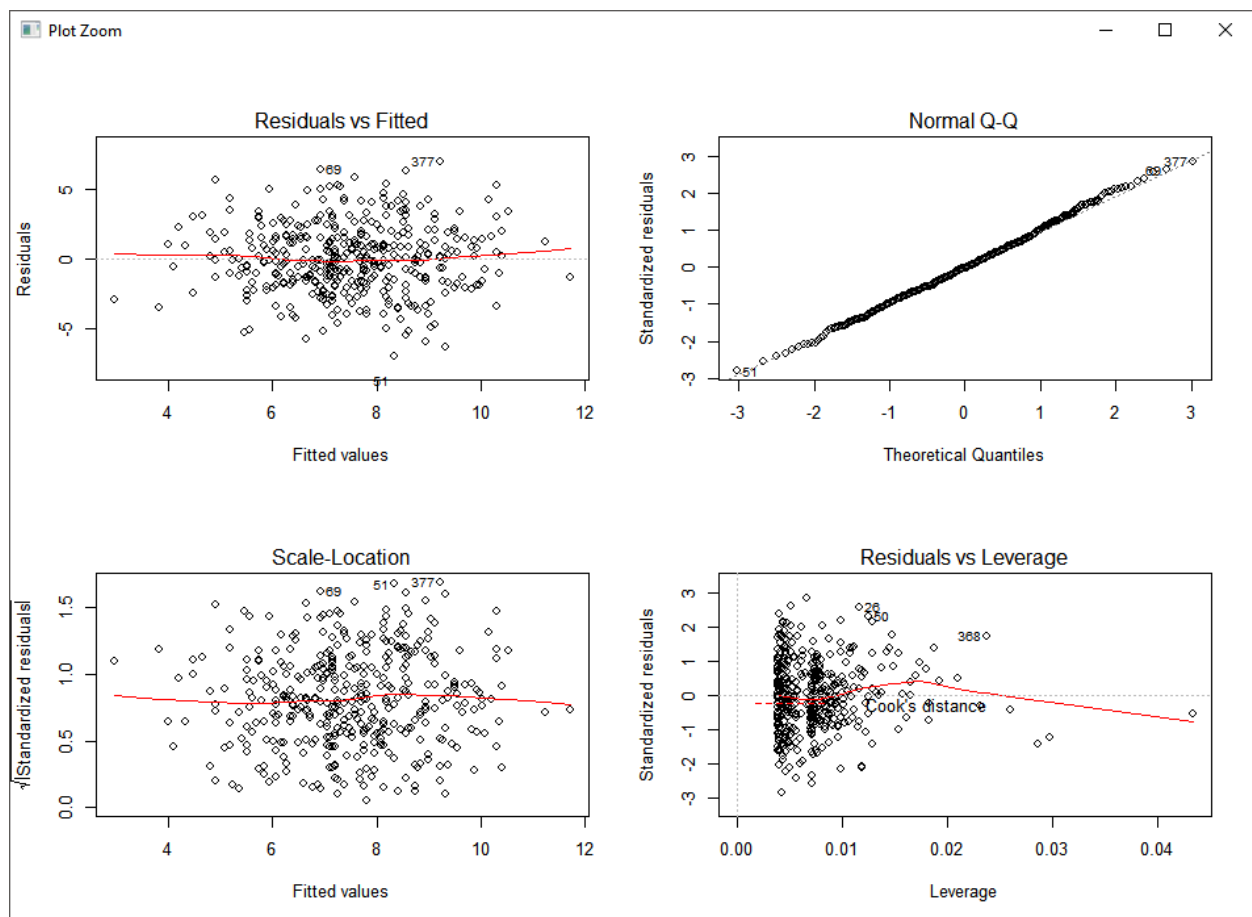 Plot Zoom
Residuals vs Fitted
Residuals
5
0
-5
69
377
51
4 6 8 10 12
Fitted values
Normal Q-Q
Standardized residuals
3
2
1
0
-1
-2
-3
69
377
51
-3 -2 -1 0 1 2 3
Theoretical Quantiles
Scale-Location
√|Standardized residuals|
1.5
1.0
0.5
0.0
69
51
377
4 6 8 10 12
Fitted values
Residuals vs Leverage
Standardized residuals
3
2
1
0
-1
-2
-3
26
50
368
Cook's distance
0.00 0.01 0.02 0.03 0.04
Leverage